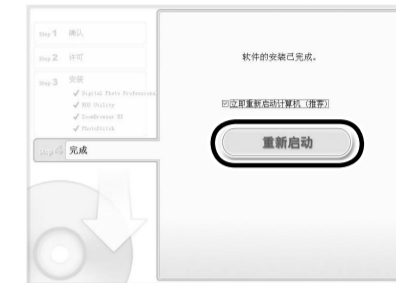 Step 1 确认
Step 2 许可
Step 3 安装
✓ Digital Photo Professional
✓ EOS Utility
✓ ZoomBrowser EX
✓ PhotoStitch
Step 4 完成
软件的安装已完成。
☑立即重新启动计算机（推荐）
重新启动